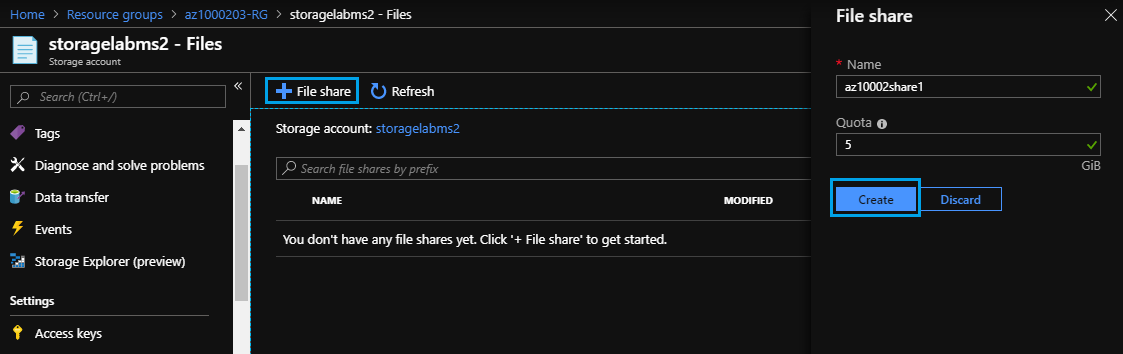 Home > Resource groups > az1000203-RG > storagelabms2 - Files
storagelabms2 - Files
Storage account
Search (Ctrl+/)
Tags
Diagnose and solve problems
Data transfer
Events
Storage Explorer (preview)
Settings
Access keys
+ File share Refresh
Storage account: storagelabms2
Search file shares by prefix
NAME MODIFIED
You don't have any file shares yet. Click '+ File share' to get started.
File share
* Name
az10002share1
Quota
5
GiB
Create Discard